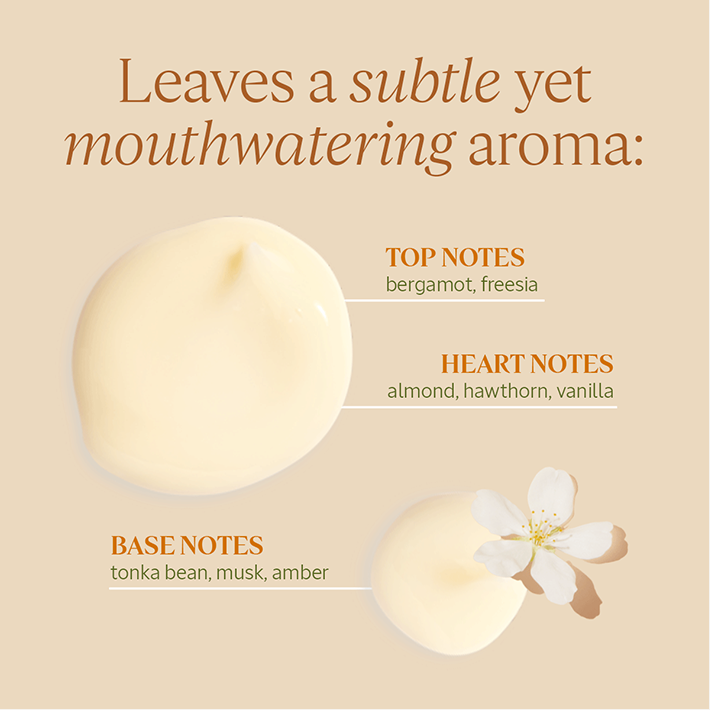 Leaves a subtle yet
mouthwatering aroma:
TOP NOTES
bergamot, freesia
HEART NOTES
almond, hawthorn, vanilla
BASE NOTES
tonka bean, musk, amber